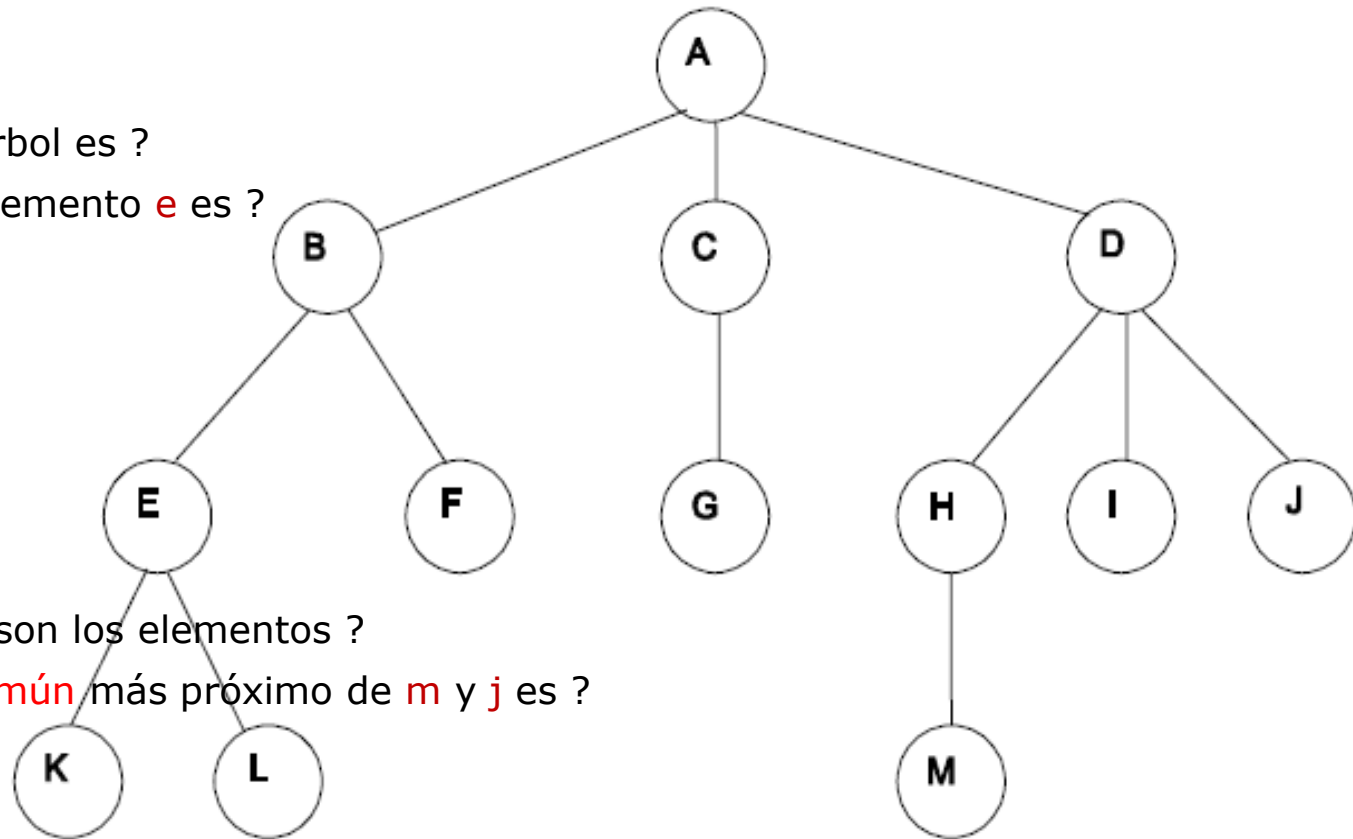 A
rbol es ?
emento e es ?
B C D
E F G H I J
son los elementos ?
mún más próximo de m y j es ?
K L M